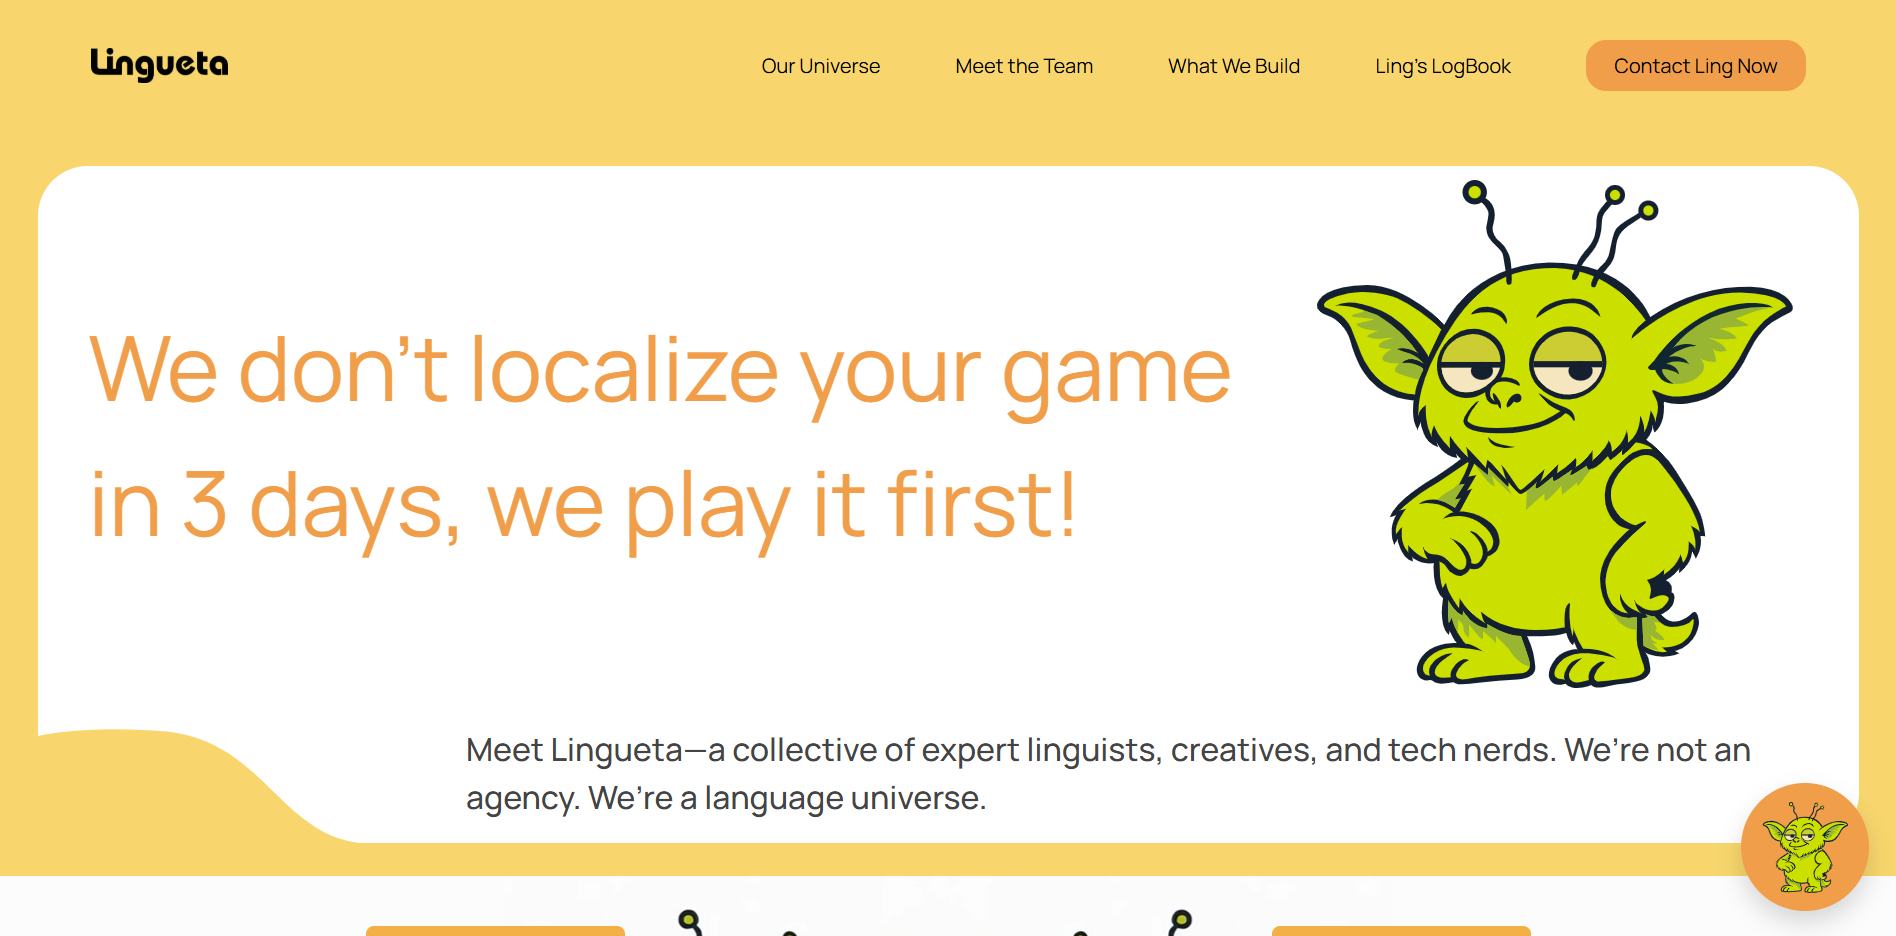 Lingueta
Our Universe
Meet the Team
What We Build
Ling's LogBook
Contact Ling Now
We don't localize your game
in 3 days, we play it first!
Meet Lingueta—a collective of expert linguists, creatives, and tech nerds. We're not an
agency. We're a language universe.